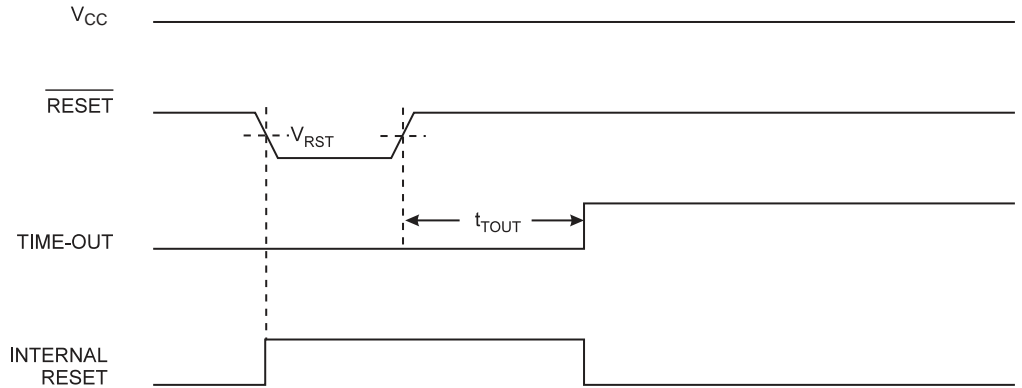 VCC
RESET
VRST
tTOUT
TIME-OUT
INTERNAL
RESET